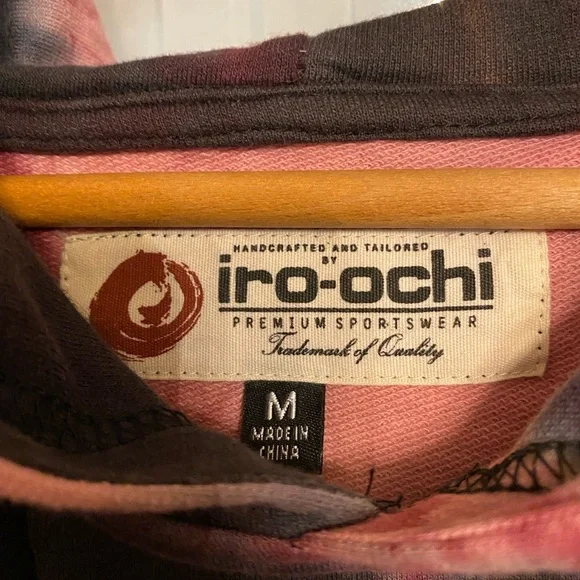 HANDCRAFTED AND TAILORED
BY
iro-ochi
PREMIUM SPORTSWEAR
Trademark of Quality
M
MADE IN
CHINA